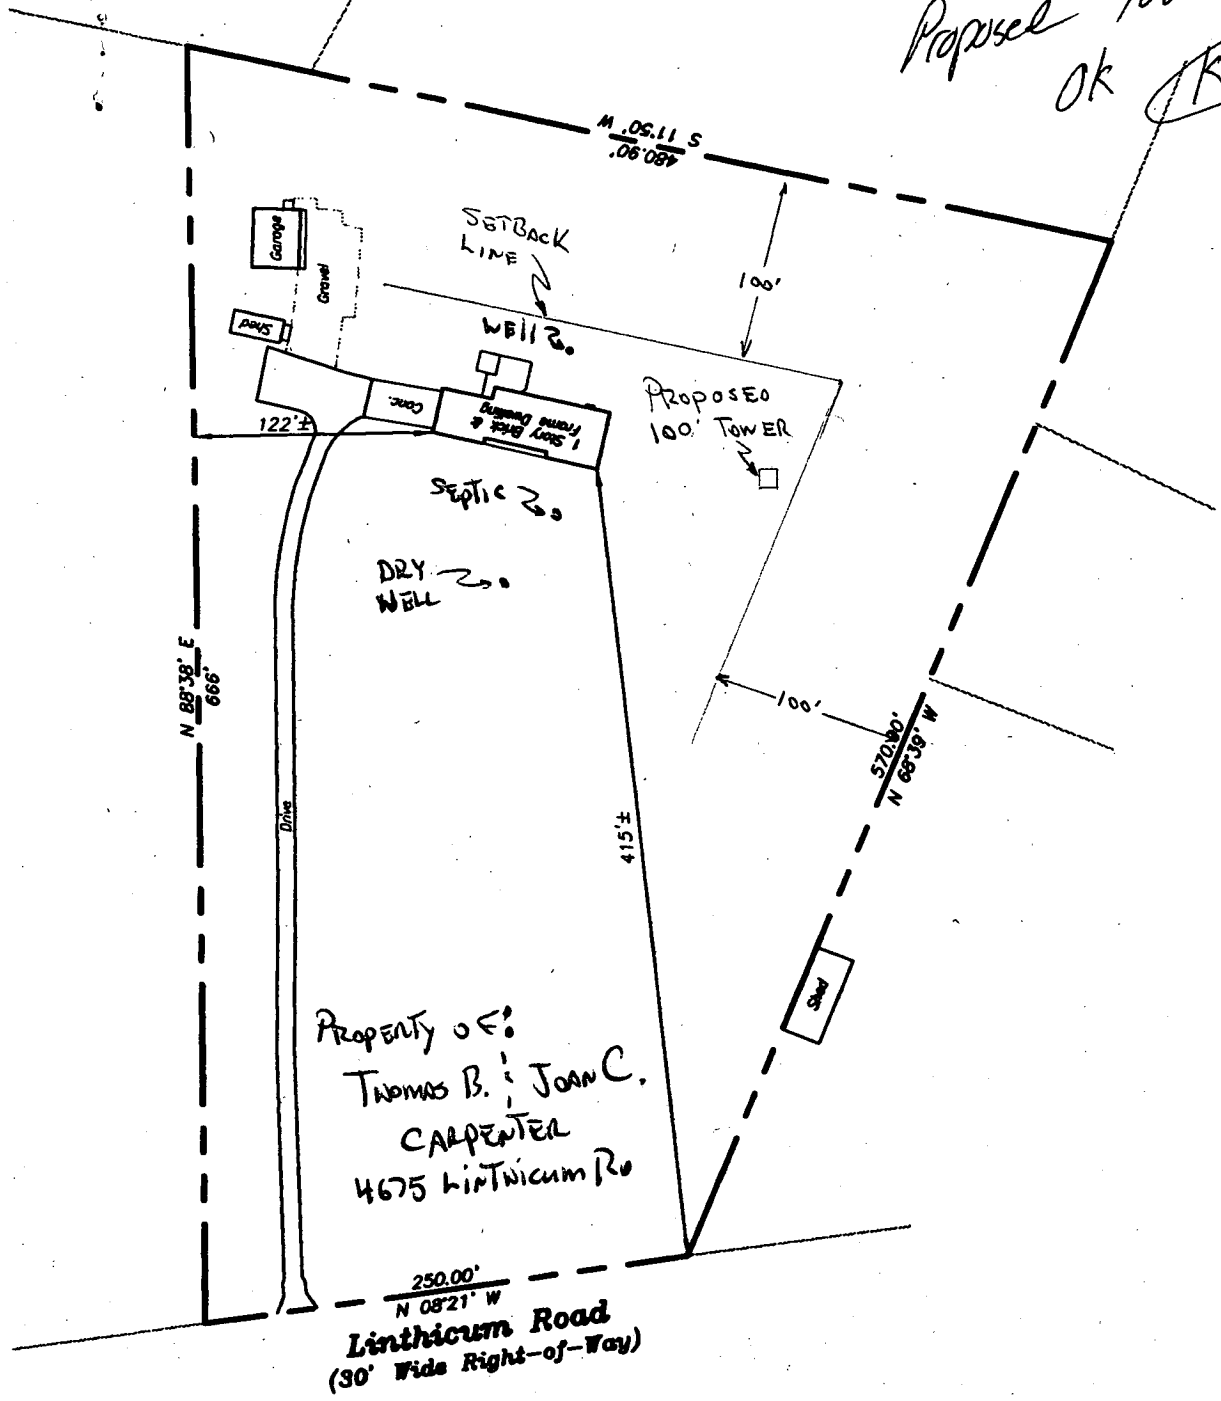 Proposed 100
OK
S 11°50' W
480.90'
Garage
Gravel
SETBACK
LINE
100'
Shed
WELL
PROPOSED
100' TOWER
Conc.
1 Story Brick &
Frame Dwelling
122'±
SEPTIC
DRY
WELL
N 88°38' E
666'
100'
570.90'
N 68°39' W
Drive
415'±
Shed
PROPERTY OF:
THOMAS B. & JOAN C.
CARPENTER
4675 LINTHICUM RD
250.00'
N 08°21' W
Linthicum Road
(30' Wide Right-of-Way)